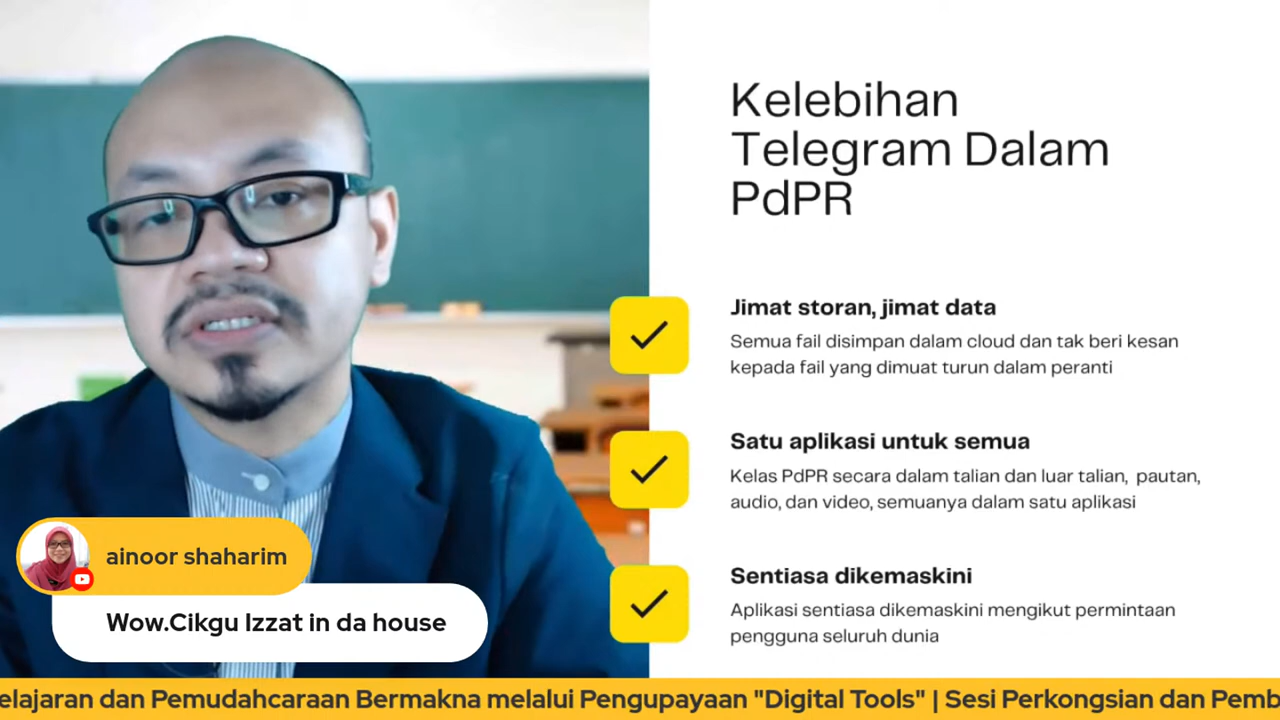 Kelebihan
Telegram Dalam
PdPR
Jimat storan, jimat data
Semua fail disimpan dalam cloud dan tak beri kesan
kepada fail yang dimuat turun dalam peranti
Satu aplikasi untuk semua
Kelas PdPR secara dalam talian dan luar talian, pautan,
audio, dan video, semuanya dalam satu aplikasi
Sentiasa dikemaskini
Aplikasi sentiasa dikemaskini mengikut permintaan
pengguna seluruh dunia
ainoor shaharim
Wow.Cikgu Izzat in da house
elajaran dan Pemudahcaraan Bermakna melalui Pengupayaan "Digital Tools" | Sesi Perkongsian dan Pemb